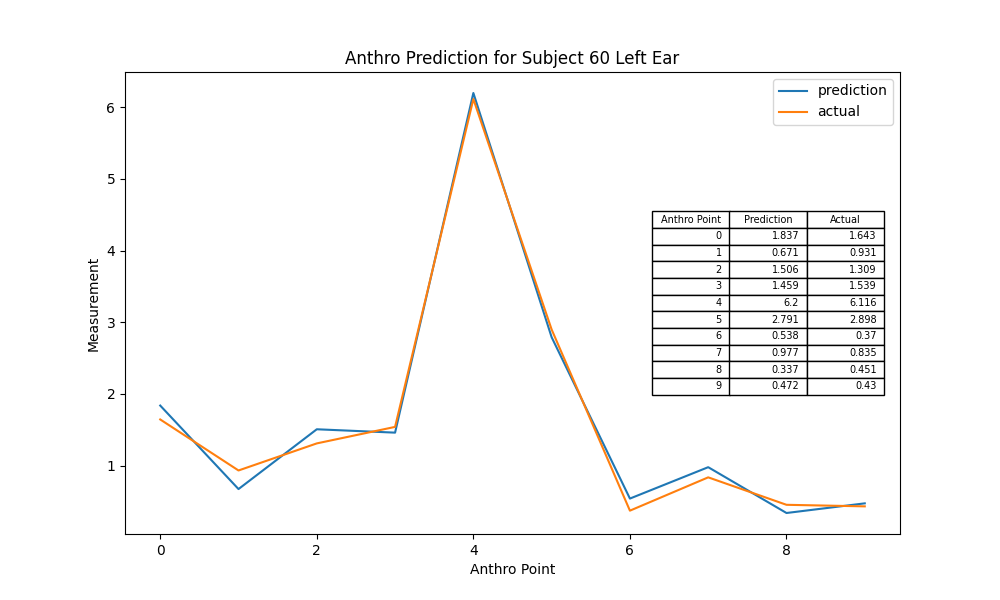 Anthro Prediction for Subject 60 Left Ear
prediction
actual
Measurement
6
5
4
3
2
1
Anthro Point Prediction Actual
0 1.837 1.643
1 0.671 0.931
2 1.506 1.309
3 1.459 1.539
4 6.2 6.116
5 2.791 2.898
6 0.538 0.37
7 0.977 0.835
8 0.337 0.451
9 0.472 0.43
0 2 4 6 8
Anthro Point